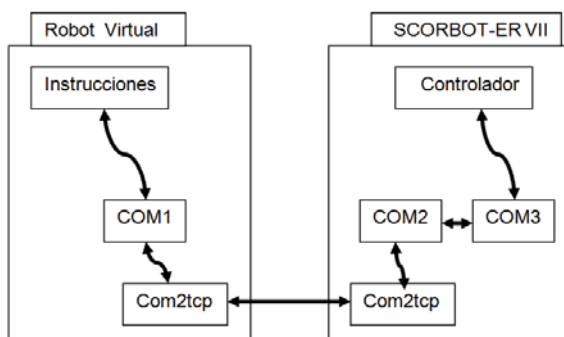 Robot Virtual
SCORBOT-ER VII
Instrucciones
Controlador
COM1
COM2
COM3
Com2tcp
Com2tcp